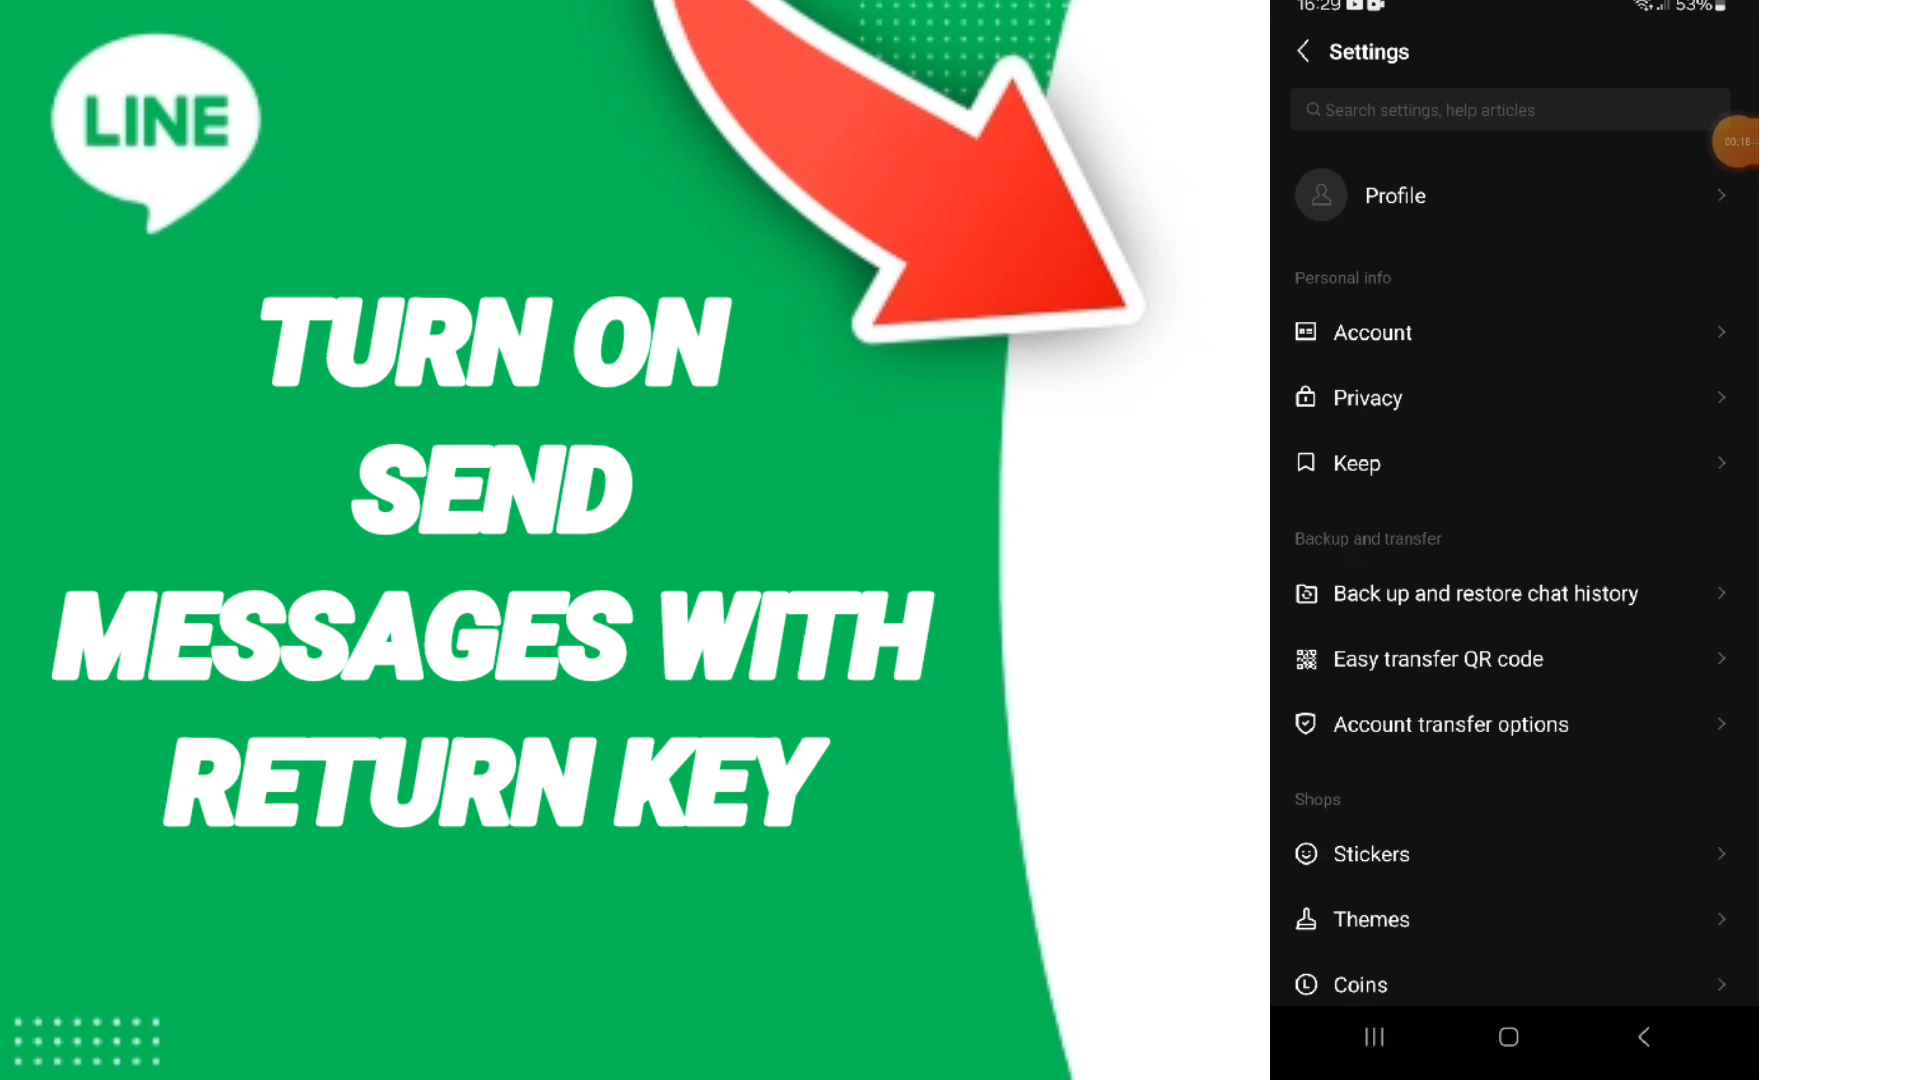 LINE
TURN ON
SEND
MESSAGES WITH
RETURN KEY
16:29 53%
Settings
Search settings, help articles
00:18
Profile
Personal info
Account
Privacy
Keep
Backup and transfer
Back up and restore chat history
Easy transfer QR code
Account transfer options
Shops
Stickers
Themes
Coins